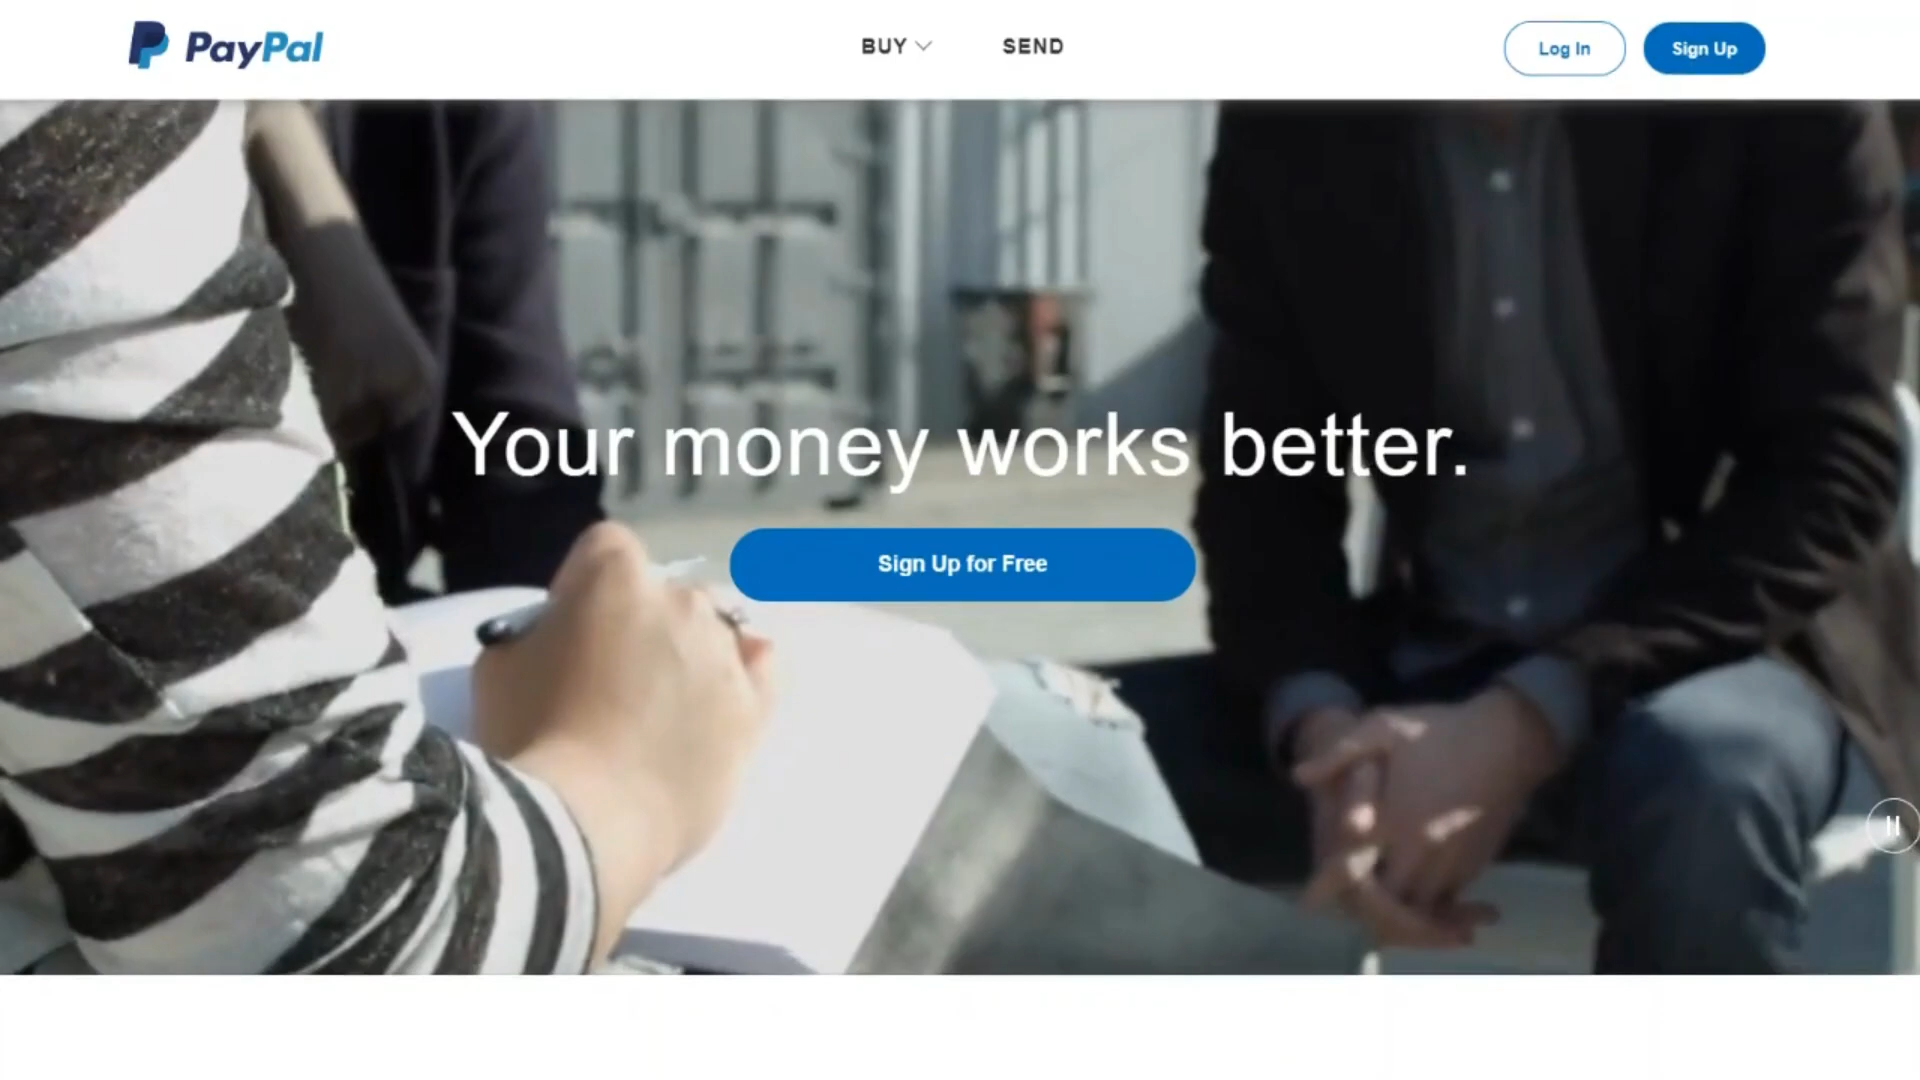 PayPal
BUY
SEND
Log In
Sign Up
Your money works better.
Sign Up for Free